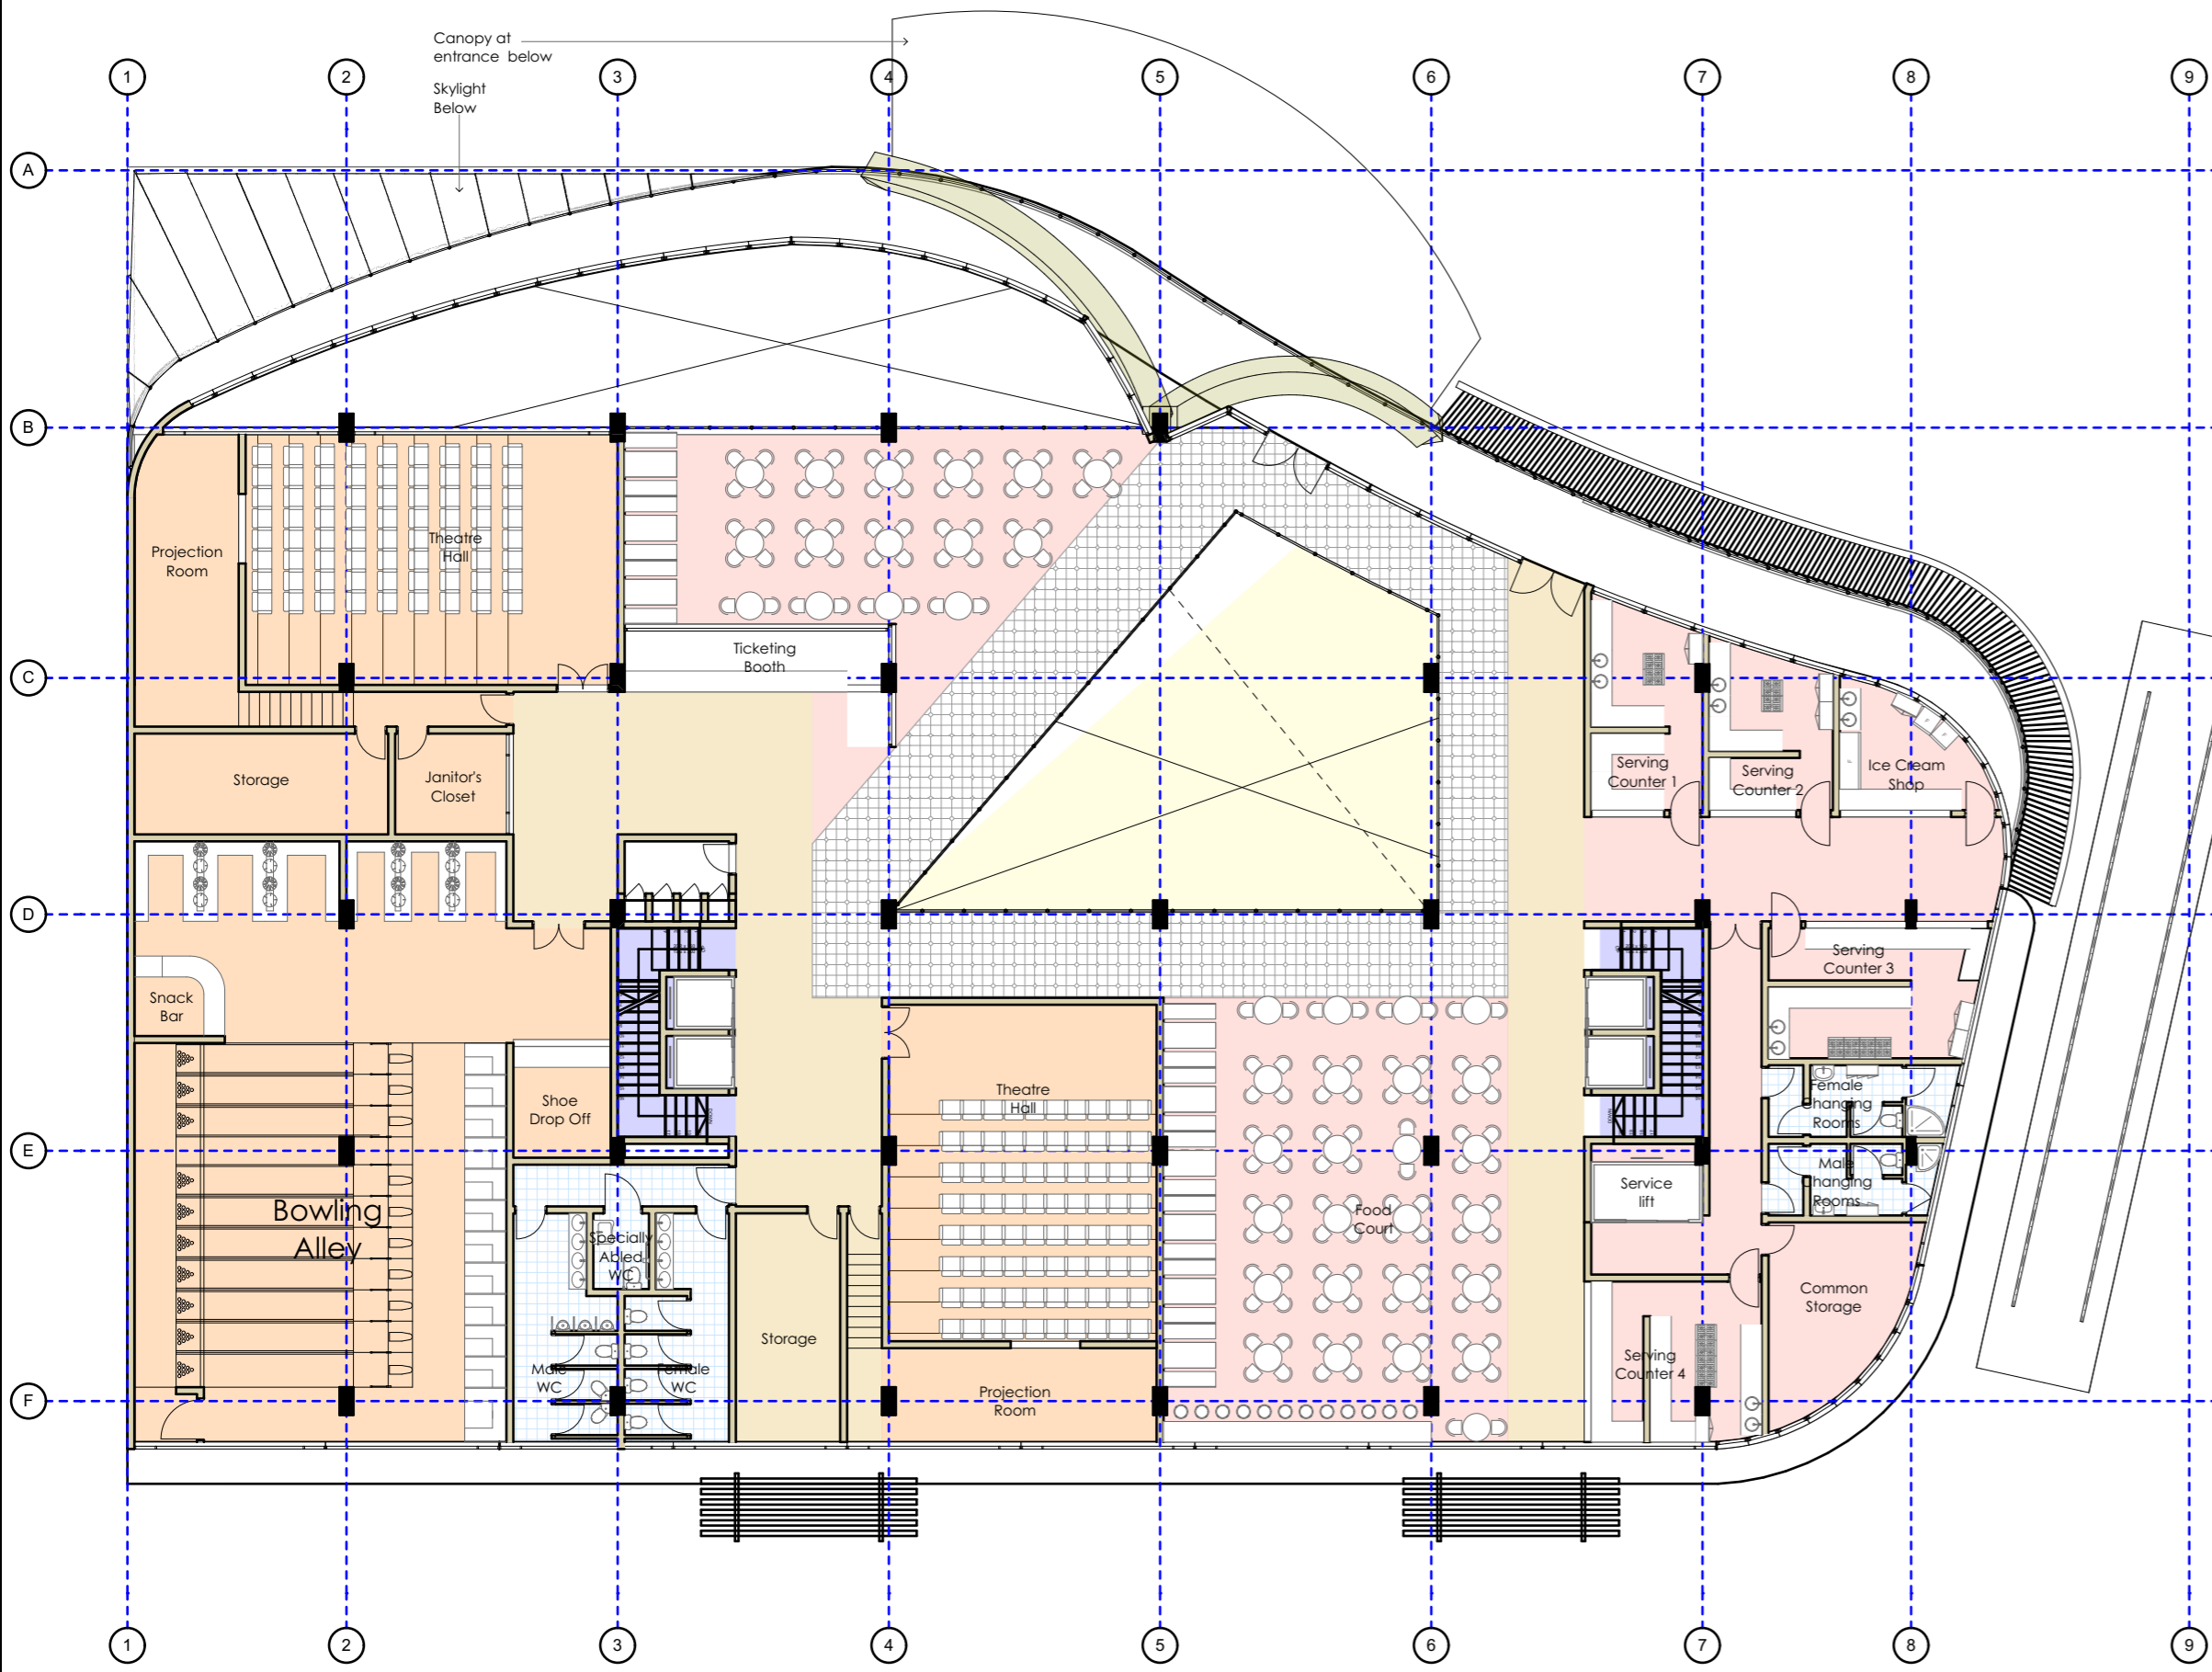 Canopy at
entrance below
Skylight
Below
1 2 3 4 5 6 7 8 9
A
B
C
D
E
F
Projection
Room
Theatre
Hall
Ticketing
Booth
Storage
Janitor's
Closet
Serving
Counter 1
Serving
Counter 2
Ice Cream
Shop
Snack
Bar
Serving
Counter 3
Shoe
Drop Off
Theatre
Hall
Female
Changing
Rooms
Male
Changing
Rooms
Bowling
Alley
Specially
Abled
WC
Food
Court
Service
lift
Common
Storage
Storage
Male
WC
Female
WC
Projection
Room
Serving
Counter 4
1 2 3 4 5 6 7 8 9